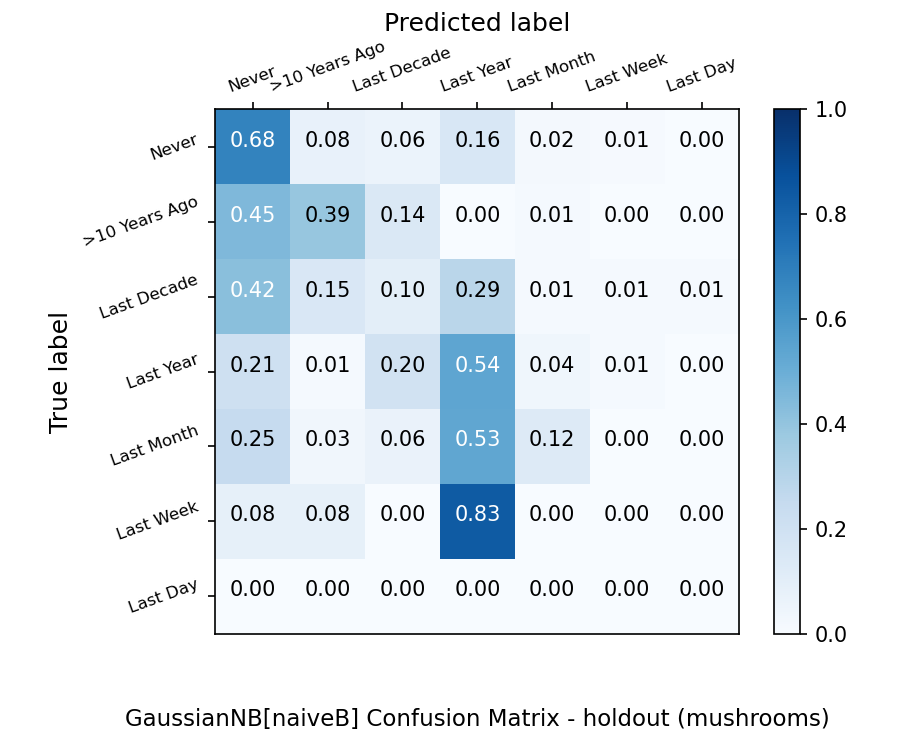 Predicted label
Never >10 Years Ago Last Decade Last Year Last Month Last Week Last Day
True label
Never 0.68 0.08 0.06 0.16 0.02 0.01 0.00
>10 Years Ago 0.45 0.39 0.14 0.00 0.01 0.00 0.00
Last Decade 0.42 0.15 0.10 0.29 0.01 0.01 0.01
Last Year 0.21 0.01 0.20 0.54 0.04 0.01 0.00
Last Month 0.25 0.03 0.06 0.53 0.12 0.00 0.00
Last Week 0.08 0.08 0.00 0.83 0.00 0.00 0.00
Last Day 0.00 0.00 0.00 0.00 0.00 0.00 0.00
1.0
0.8
0.6
0.4
0.2
0.0
GaussianNB[naiveB] Confusion Matrix - holdout (mushrooms)